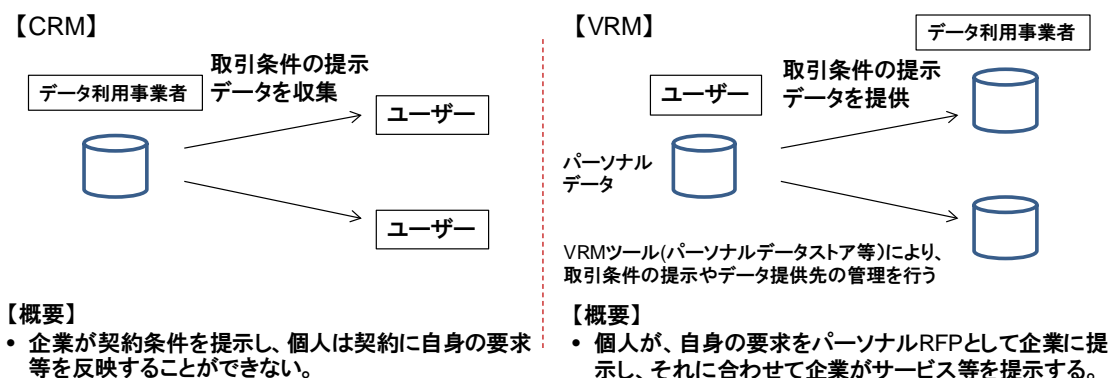 【CRM】
データ利用事業者
取引条件の提示
データを収集
ユーザー
ユーザー
【概要】
• 企業が契約条件を提示し、個人は契約に自身の要求
等を反映することができない。
【VRM】
データ利用事業者
ユーザー
取引条件の提示
データを提供
パーソナル
データ
VRMツール(パーソナルデータストア等)により、
取引条件の提示やデータ提供先の管理を行う
【概要】
• 個人が、自身の要求をパーソナルRFPとして企業に提
示し、それに合わせて企業がサービス等を提示する。